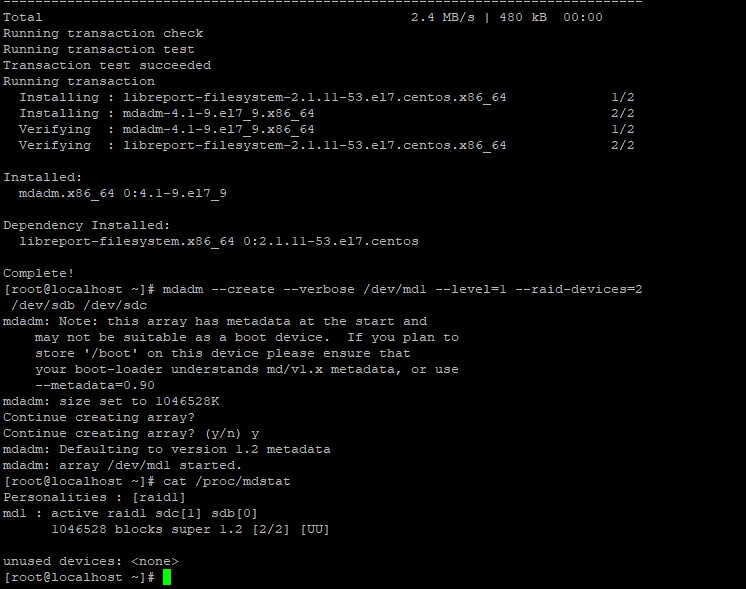 --------------------------------------------------------------------------------
Total                                              2.4 MB/s | 480 kB  00:00
Running transaction check
Running transaction test
Transaction test succeeded
Running transaction
  Installing : libreport-filesystem-2.1.11-53.el7.centos.x86_64             1/2
  Installing : mdadm-4.1-9.el7_9.x86_64                                     2/2
  Verifying  : mdadm-4.1-9.el7_9.x86_64                                     1/2
  Verifying  : libreport-filesystem-2.1.11-53.el7.centos.x86_64             2/2

Installed:
  mdadm.x86_64 0:4.1-9.el7_9

Dependency Installed:
  libreport-filesystem.x86_64 0:2.1.11-53.el7.centos

Complete!
[root@localhost ~]# mdadm --create --verbose /dev/md1 --level=1 --raid-devices=2
 /dev/sdb /dev/sdc
mdadm: Note: this array has metadata at the start and
    may not be suitable as a boot device.  If you plan to
    store '/boot' on this device please ensure that
    your boot-loader understands md/v1.x metadata, or use
    --metadata=0.90
mdadm: size set to 1046528K
Continue creating array?
Continue creating array? (y/n) y
mdadm: Defaulting to version 1.2 metadata
mdadm: array /dev/md1 started.
[root@localhost ~]# cat /proc/mdstat
Personalities : [raid1]
md1 : active raid1 sdc[1] sdb[0]
      1046528 blocks super 1.2 [2/2] [UU]

unused devices: <none>
[root@localhost ~]#